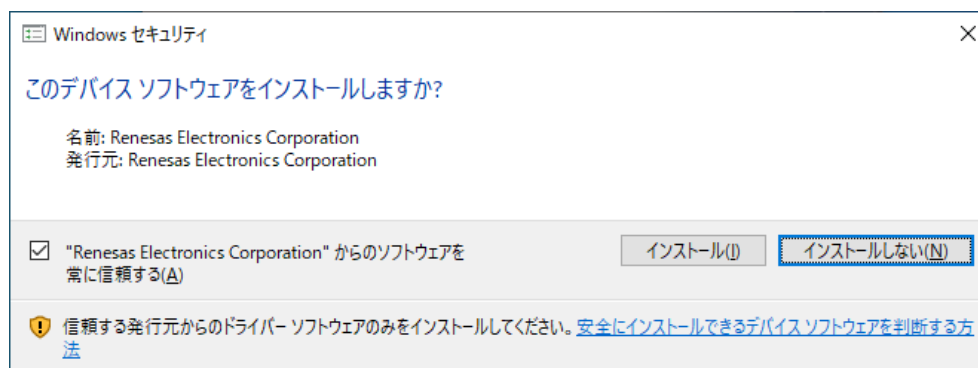 Windows セキュリティ
このデバイス ソフトウェアをインストールしますか?
名前: Renesas Electronics Corporation
発行元: Renesas Electronics Corporation
"Renesas Electronics Corporation" からのソフトウェアを
常に信頼する(A)
インストール(I)
インストールしない(N)
信頼する発行元からのドライバー ソフトウェアのみをインストールしてください。安全にインストールできるデバイス ソフトウェアを判断する方
法